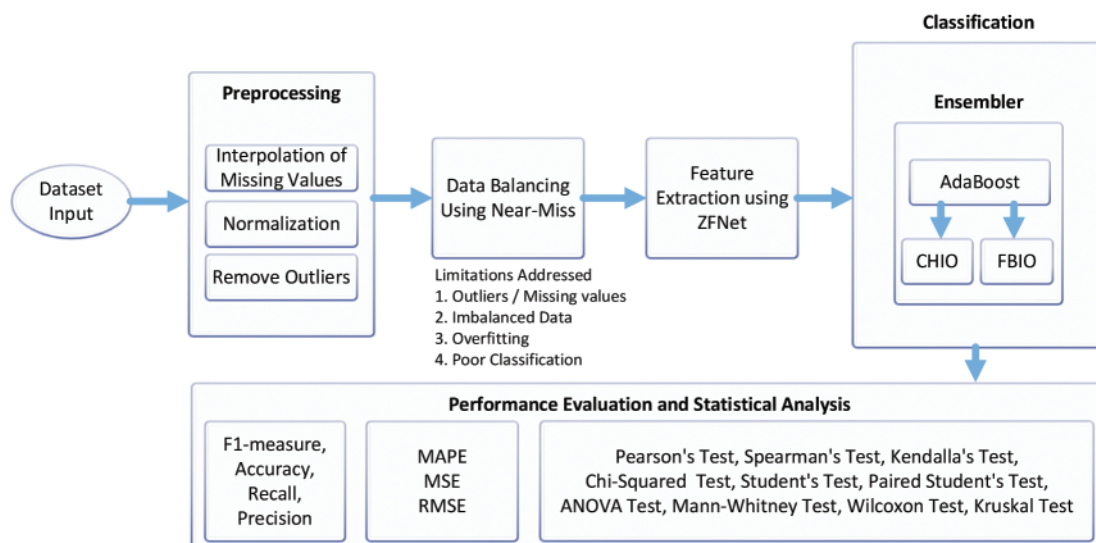 Classification
Preprocessing
Ensembler
Interpolation of
Missing Values
Normalization
Remove Outliers
Dataset
Input
Data Balancing
Using Near-Miss
Feature
Extraction using
ZFNet
AdaBoost
CHIO
FBIO
Limitations Addressed
1. Outliers / Missing values
2. Imbalanced Data
3. Overfitting
4. Poor Classification
Performance Evaluation and Statistical Analysis
F1-measure,
Accuracy,
Recall,
Precision
MAPE
MSE
RMSE
Pearson's Test, Spearman's Test, Kendalla's Test,
Chi-Squared Test, Student's Test, Paired Student's Test,
ANOVA Test, Mann-Whitney Test, Wilcoxon Test, Kruskal Test